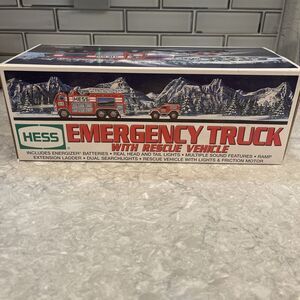 HESS
EMERGENCY TRUCK
WITH RESCUE VEHICLE
INCLUDES ENERGIZER® BATTERIES • REAL HEAD AND TAIL LIGHTS • MULTIPLE SOUND FEATURES • RAMP
EXTENSION LADDER • DUAL SEARCHLIGHTS • RESCUE VEHICLE WITH LIGHTS & FRICTION MOTOR